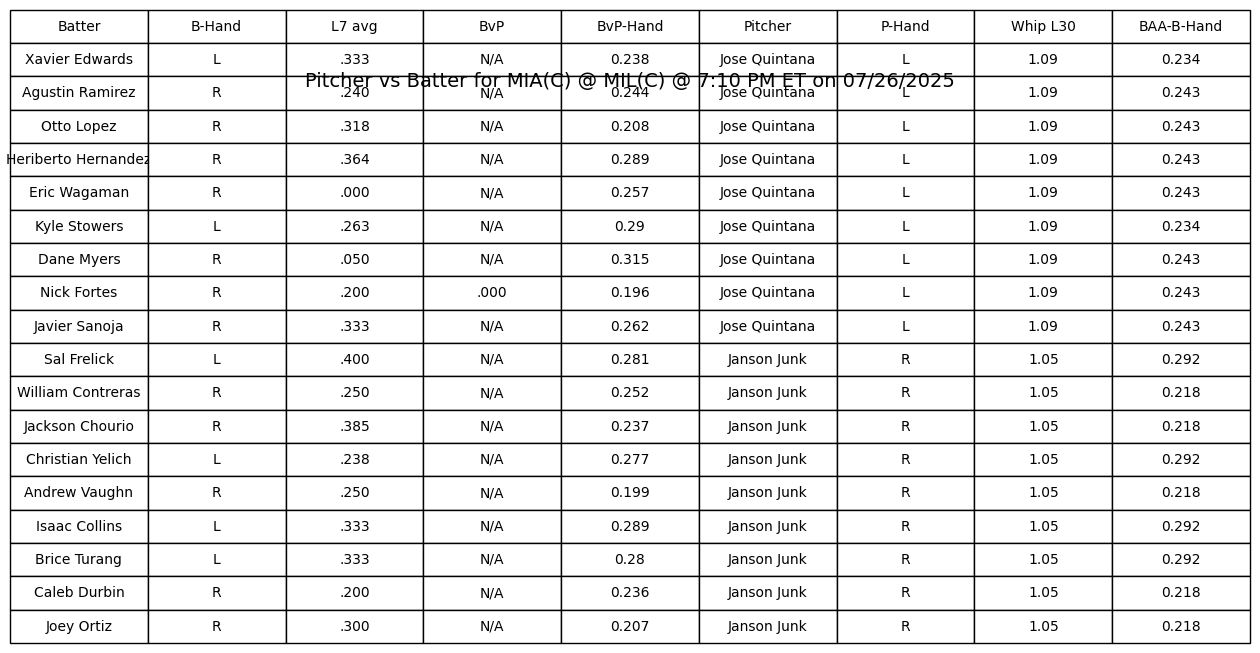 Batter B-Hand L7 avg BvP BvP-Hand Pitcher P-Hand Whip L30 BAA-B-Hand
Xavier Edwards L .333 N/A 0.238 Jose Quintana L 1.09 0.234
Pitcher vs Batter for MIA(C) @ MIL(C) @ 7:10 PM ET on 07/26/2025
Agustin Ramirez R .240 N/A 0.244 Jose Quintana L 1.09 0.243
Otto Lopez R .318 N/A 0.208 Jose Quintana L 1.09 0.243
Heriberto Hernandez R .364 N/A 0.289 Jose Quintana L 1.09 0.243
Eric Wagaman R .000 N/A 0.257 Jose Quintana L 1.09 0.243
Kyle Stowers L .263 N/A 0.29 Jose Quintana L 1.09 0.234
Dane Myers R .050 N/A 0.315 Jose Quintana L 1.09 0.243
Nick Fortes R .200 .000 0.196 Jose Quintana L 1.09 0.243
Javier Sanoja R .333 N/A 0.262 Jose Quintana L 1.09 0.243
Sal Frelick L .400 N/A 0.281 Janson Junk R 1.05 0.292
William Contreras R .250 N/A 0.252 Janson Junk R 1.05 0.218
Jackson Chourio R .385 N/A 0.237 Janson Junk R 1.05 0.218
Christian Yelich L .238 N/A 0.277 Janson Junk R 1.05 0.292
Andrew Vaughn R .250 N/A 0.199 Janson Junk R 1.05 0.218
Isaac Collins L .333 N/A 0.289 Janson Junk R 1.05 0.292
Brice Turang L .333 N/A 0.28 Janson Junk R 1.05 0.292
Caleb Durbin R .200 N/A 0.236 Janson Junk R 1.05 0.218
Joey Ortiz R .300 N/A 0.207 Janson Junk R 1.05 0.218